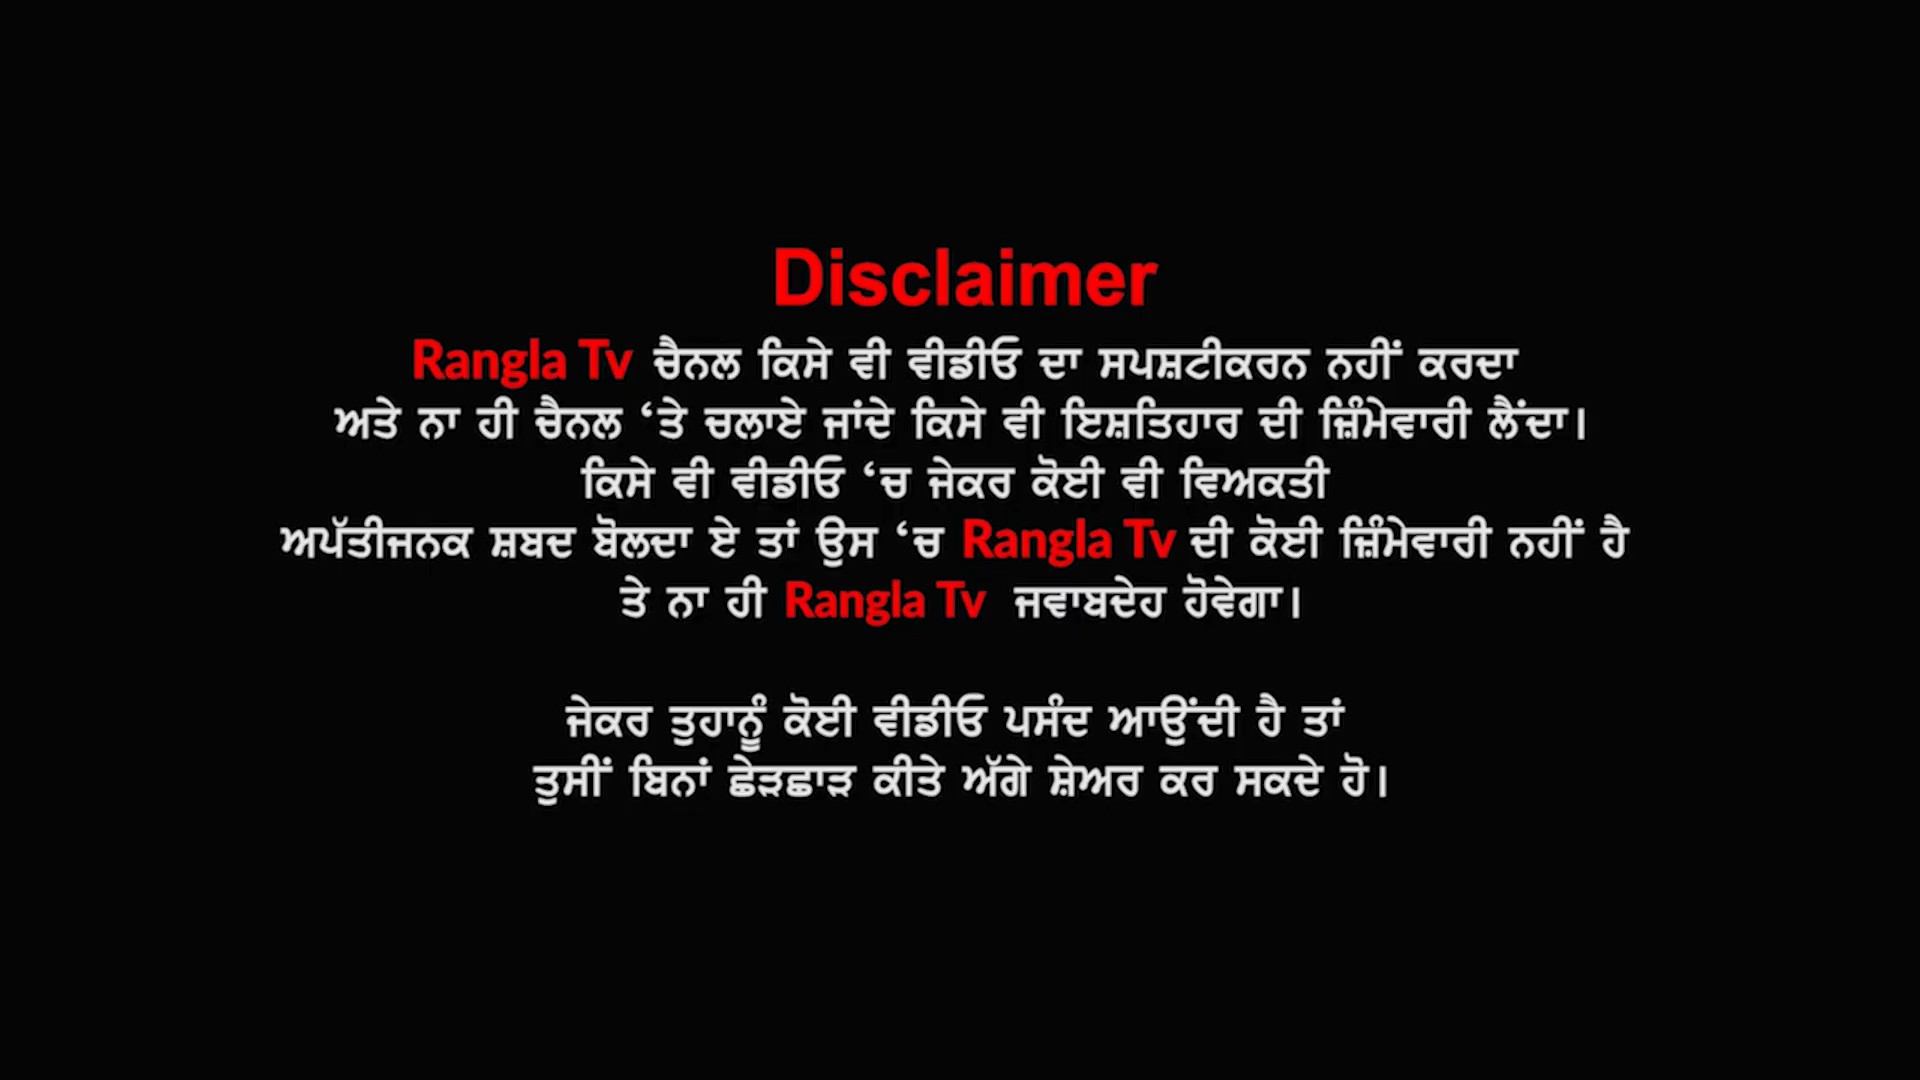 Disclaimer
Rangla Tv ਚੈਨਲ ਕਿਸੇ ਵੀ ਵੀਡੀਓ ਦਾ ਸਪਸ਼ਟੀਕਰਨ ਨਹੀਂ ਕਰਦਾ
ਅਤੇ ਨਾ ਹੀ ਚੈਨਲ ‘ਤੇ ਚਲਾਏ ਜਾਂਦੇ ਕਿਸੇ ਵੀ ਇਸ਼ਤਿਹਾਰ ਦੀ ਜ਼ਿੰਮੇਵਾਰੀ ਲੈਂਦਾ।
ਕਿਸੇ ਵੀ ਵੀਡੀਓ ‘ਚ ਜੇਕਰ ਕੋਈ ਵੀ ਵਿਅਕਤੀ
ਅਪੱਤੀਜਨਕ ਸ਼ਬਦ ਬੋਲਦਾ ਏ ਤਾਂ ਉਸ ‘ਚ Rangla Tv ਦੀ ਕੋਈ ਜ਼ਿੰਮੇਵਾਰੀ ਨਹੀਂ ਹੈ
ਤੇ ਨਾ ਹੀ Rangla Tv ਜਵਾਬਦੇਹ ਹੋਵੇਗਾ।
ਜੇਕਰ ਤੁਹਾਨੂੰ ਕੋਈ ਵੀਡੀਓ ਪਸੰਦ ਆਉਂਦੀ ਹੈ ਤਾਂ
ਤੁਸੀਂ ਬਿਨਾਂ ਛੇੜਛਾੜ ਕੀਤੇ ਅੱਗੇ ਸ਼ੇਅਰ ਕਰ ਸਕਦੇ ਹੋ।